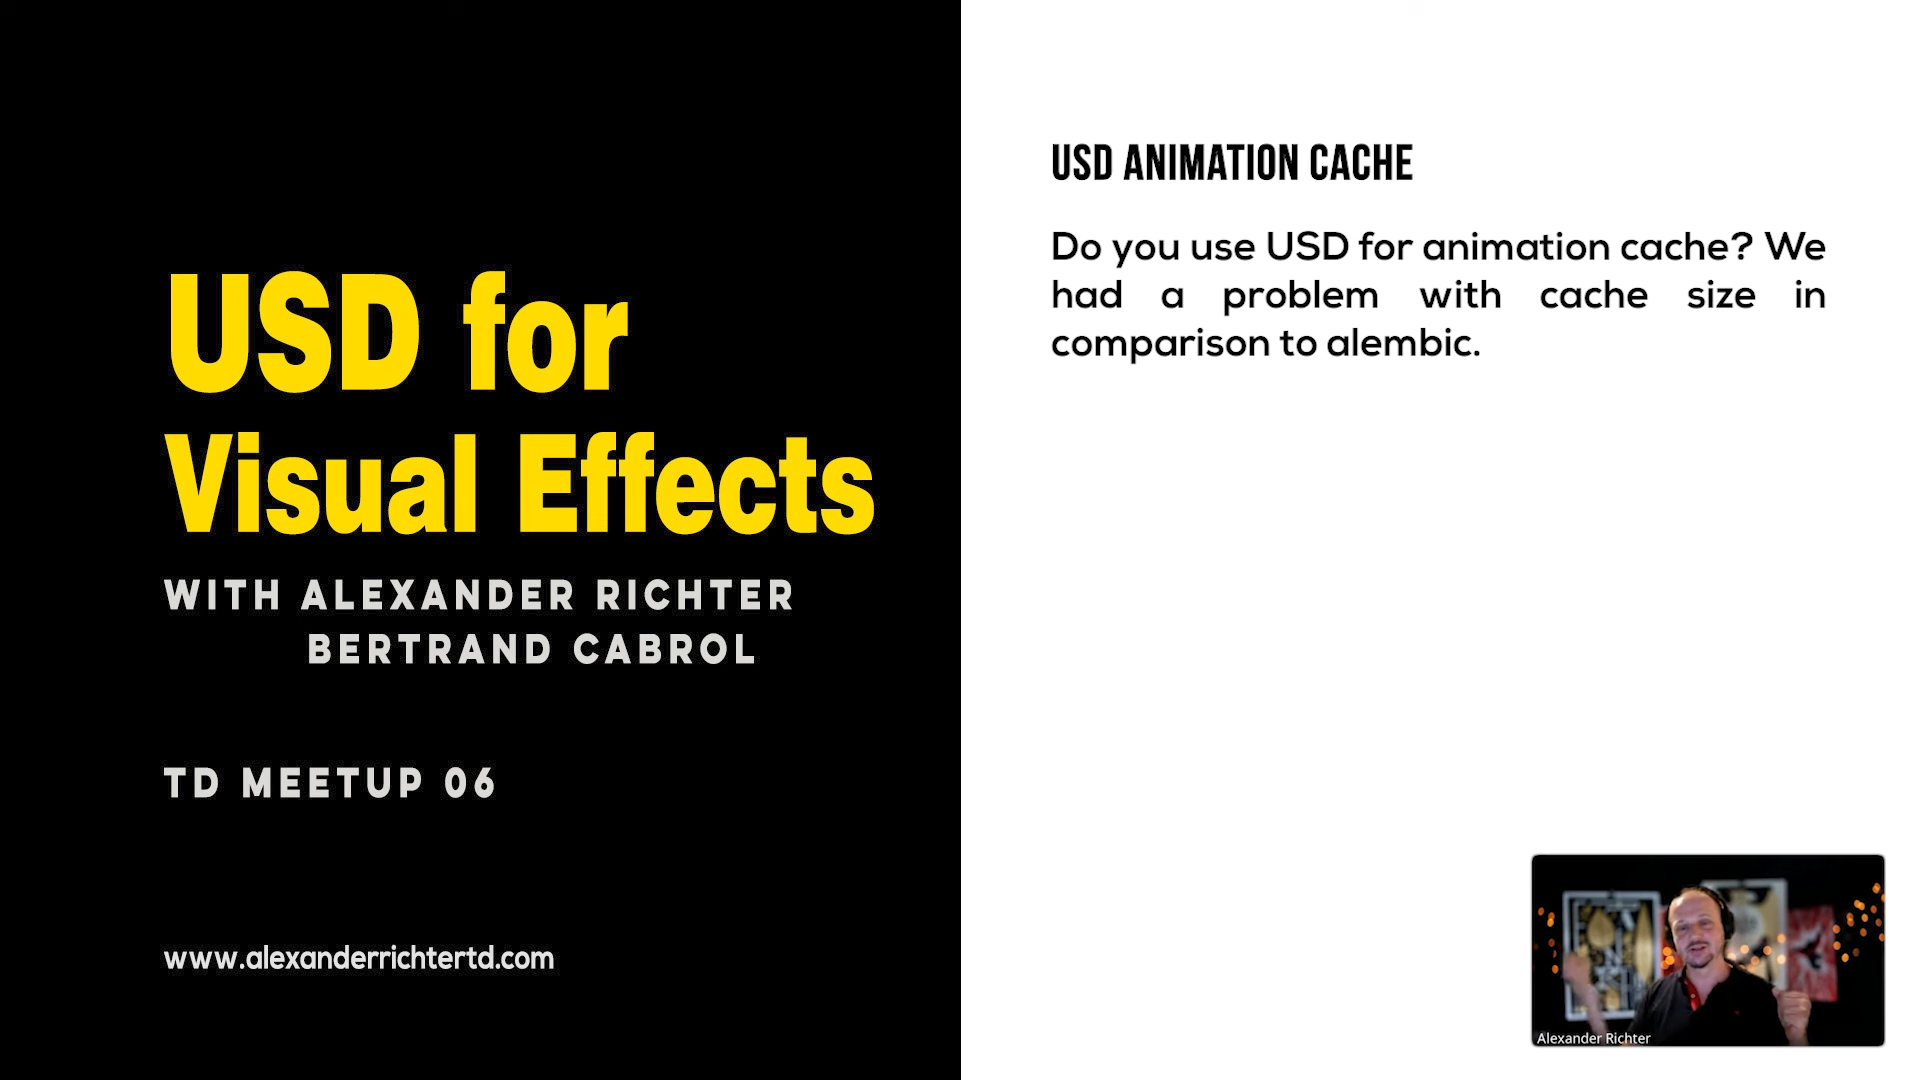 USD for
Visual Effects
WITH ALEXANDER RICHTER
BERTRAND CABROL
TD MEETUP 06
www.alexanderrichtertd.com
USD ANIMATION CACHE
Do you use USD for animation cache? We
had a problem with cache size in
comparison to alembic.
Alexander Richter